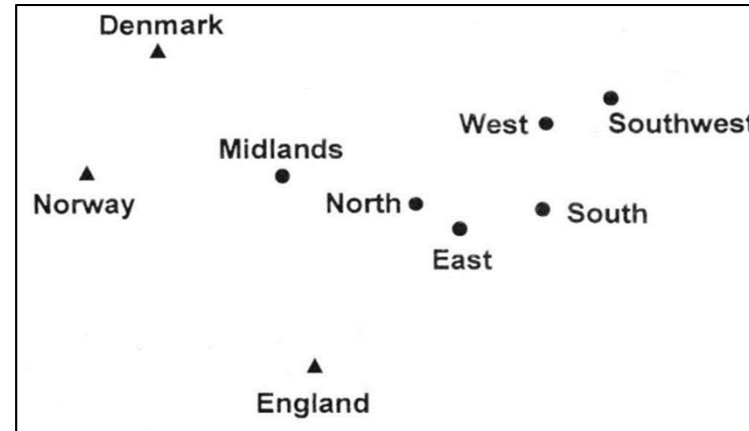 Denmark
West
Southwest
Midlands
Norway
North
South
East
England